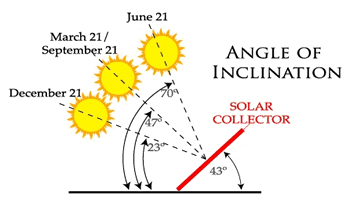 June 21
March 21/
September 21
December 21
ANGLE OF
INCLINATION
SOLAR
COLLECTOR
70°
47°
23°
43°